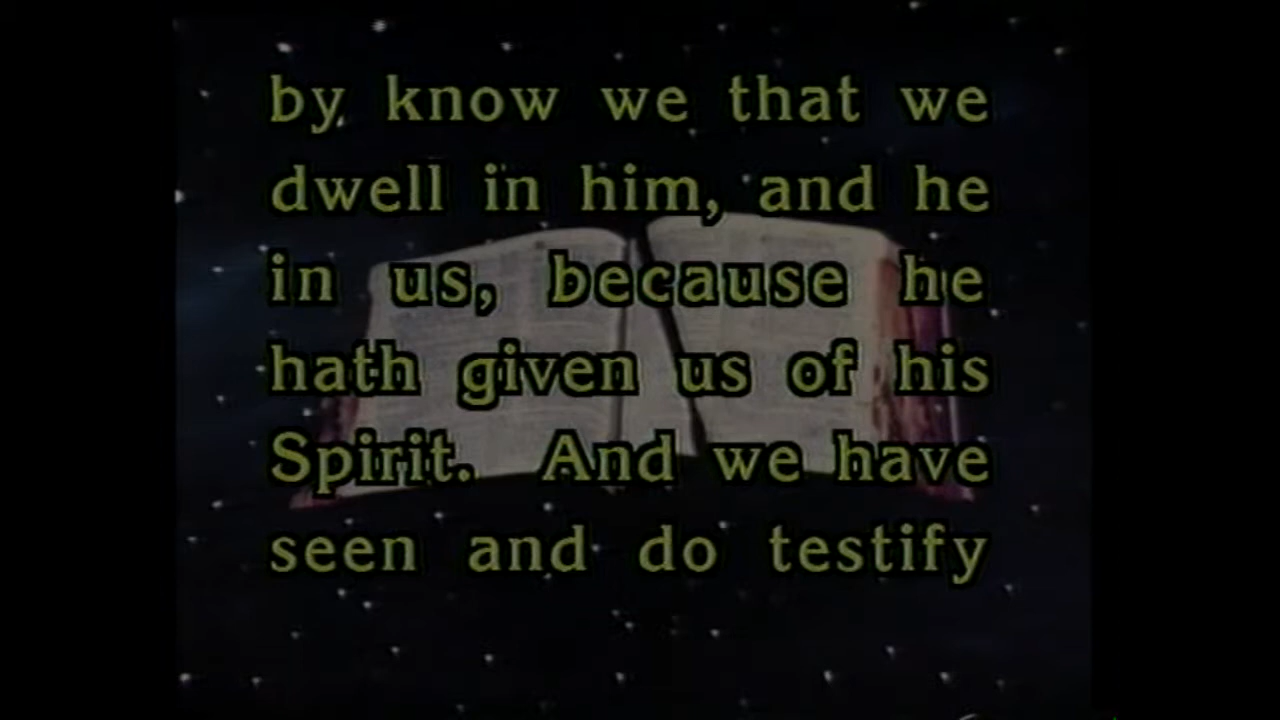 by know we that we
dwell in him, and he
in us, because he
hath given us of his
Spirit. And we have
seen and do testify